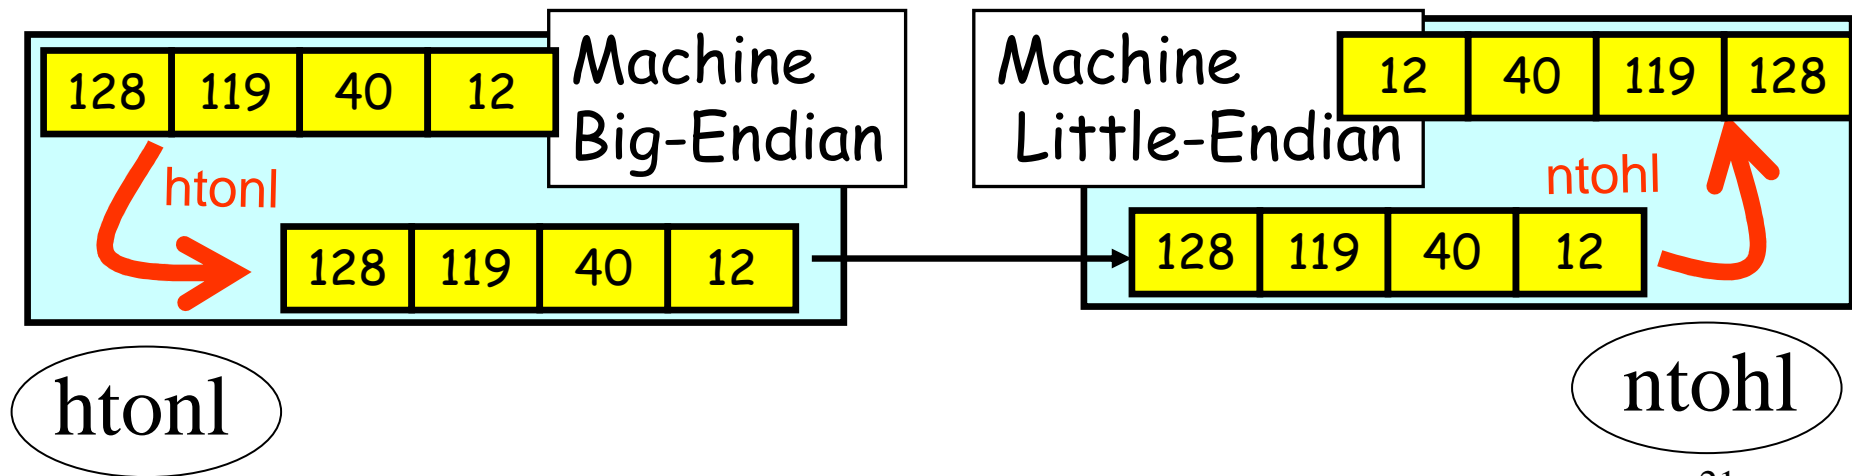 128 119 40 12
Machine
Big-Endian
htonl
128 119 40 12
Machine
Little-Endian
12 40 119 128
ntohl
128 119 40 12
htonl
ntohl